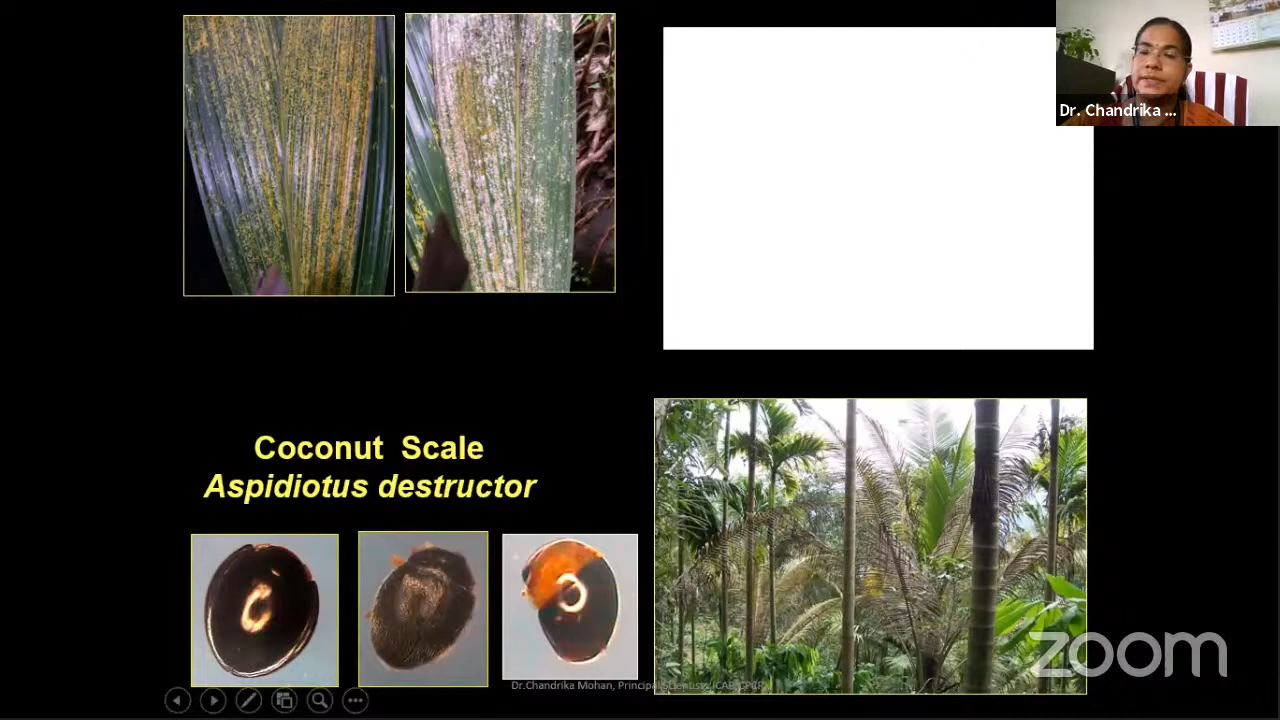 Dr. Chandrika ...
Coconut Scale
Aspidiotus destructor
Dr.Chandrika Mohan, Principal Scientist, ICAR-CPCRI
zoom